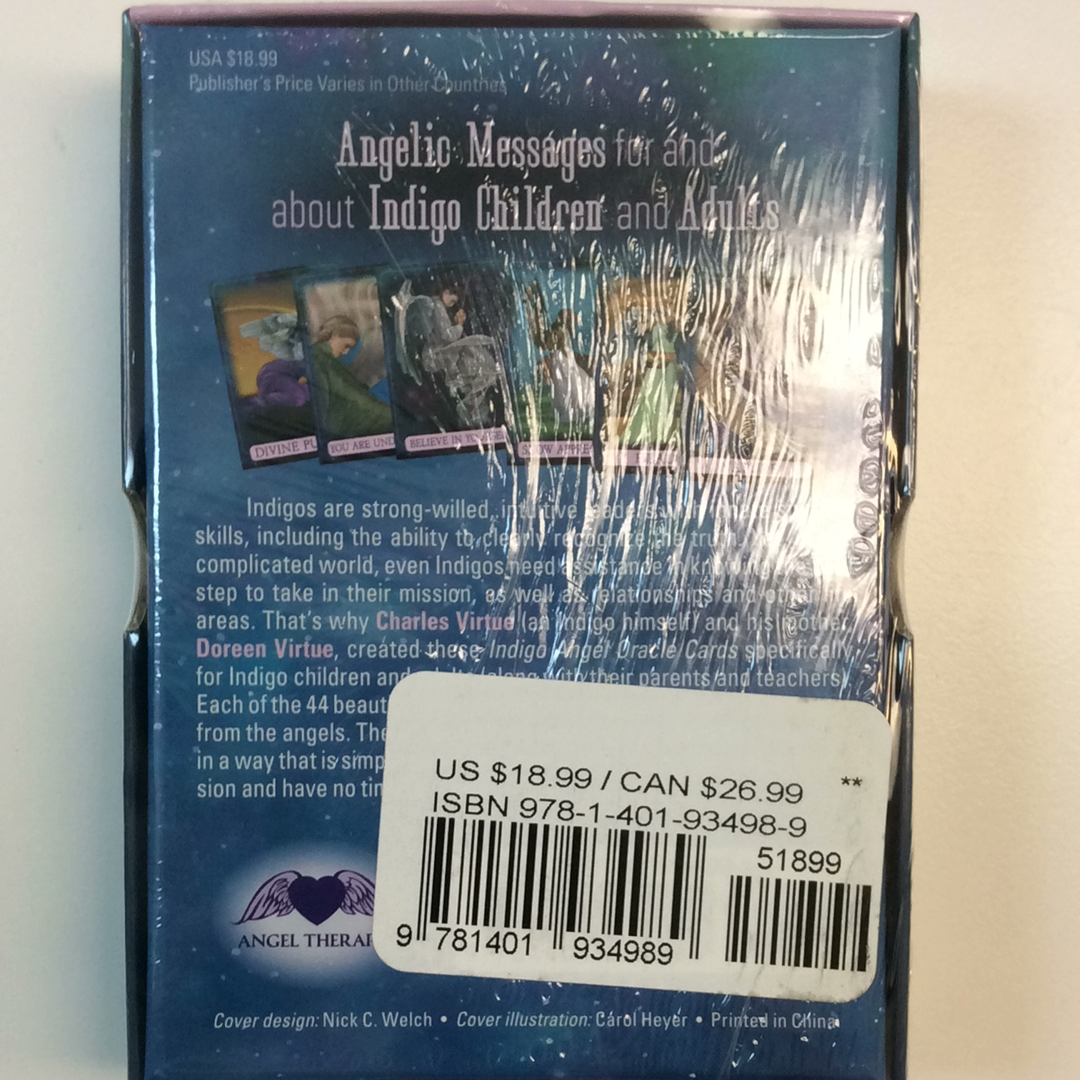 USA $18.99
Publisher's Price Varies in Other Countries
Angelic Messages for and
about Indigo Children and Adults
DIVINE PU
YOU ARE UND
BELIEVE IN YOURSEL
SHOW APPRE
Indigos are strong-willed, intuitive leaders with
skills, including the ability to clearly recognize the truth.
complicated world, even Indigos need assistance in knowing
step to take in their mission, as well as relationships and other
areas. That's why Charles Virtue (an Indigo himself) and his mother,
Doreen Virtue, created these Indigo Angel Oracle Cards specifically
for Indigo children and adults (along with their parents and teachers).
Each of the 44 beaut
from the angels. The
in a way that is simp
sion and have no tim
US $18.99 / CAN $26.99 **
ISBN 978-1-401-93498-9
51899
9 781401 934989
ANGEL THERAP
Cover design: Nick C. Welch • Cover illustration: Carol Heyer • Printed in China